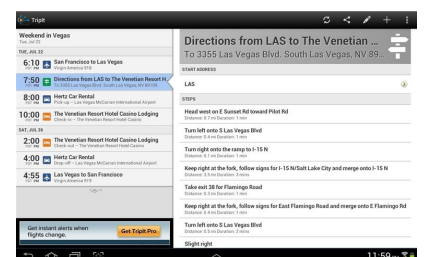 TripIt
Weekend in Vegas
Tue, Jul 22
TUE, JUL 22
6:10 PM
San Francisco to Las Vegas
Virgin America 919
7:50 PM
Directions from LAS to The Venetian Resort H
To 3355 Las Vegas Blvd. South Las Vegas, NV 89109
8:00 PM
Hertz Car Rental
Pick-up – Las Vegas McCarran International Airport
10:00 PM
The Venetian Resort Hotel Casino Lodging
Check-in – The Venetian Resort Hotel Casino
SAT, JUL 26
2:00 PM
The Venetian Resort Hotel Casino Lodging
Check-out – The Venetian Resort Hotel Casino
4:00 PM
Hertz Car Rental
Drop-off – Las Vegas McCarran International Airport
4:55 PM
Las Vegas to San Francisco
Get instant alerts when
flights change.
Get TripIt Pro
Directions from LAS to The Venetian ...
To 3355 Las Vegas Blvd. South Las Vegas, NV 89...
START ADDRESS
LAS
STEPS
Head west on E Sunset Rd toward Pilot Rd
Distance: 0.7 mi Duration: 1 min
Turn left onto S Las Vegas Blvd
Distance: 0.4 mi Duration: 1 min
Turn right onto the ramp to I-15 N
Distance: 0.1 mi Duration: 1 min
Keep right at the fork, follow signs for I-15 N/Salt Lake City and merge onto I-15 N
Take exit 38 for Flamingo Road
Distance: 0.3 mi Duration: 1 min
Keep right at the fork, follow signs for East Flamingo Road and merge onto E Flamingo Rd
Distance: 0.4 mi Duration: 1 min
Turn left onto S Las Vegas Blvd
Distance: 0.5 mi Duration: 2 mins
Slight right
11:59